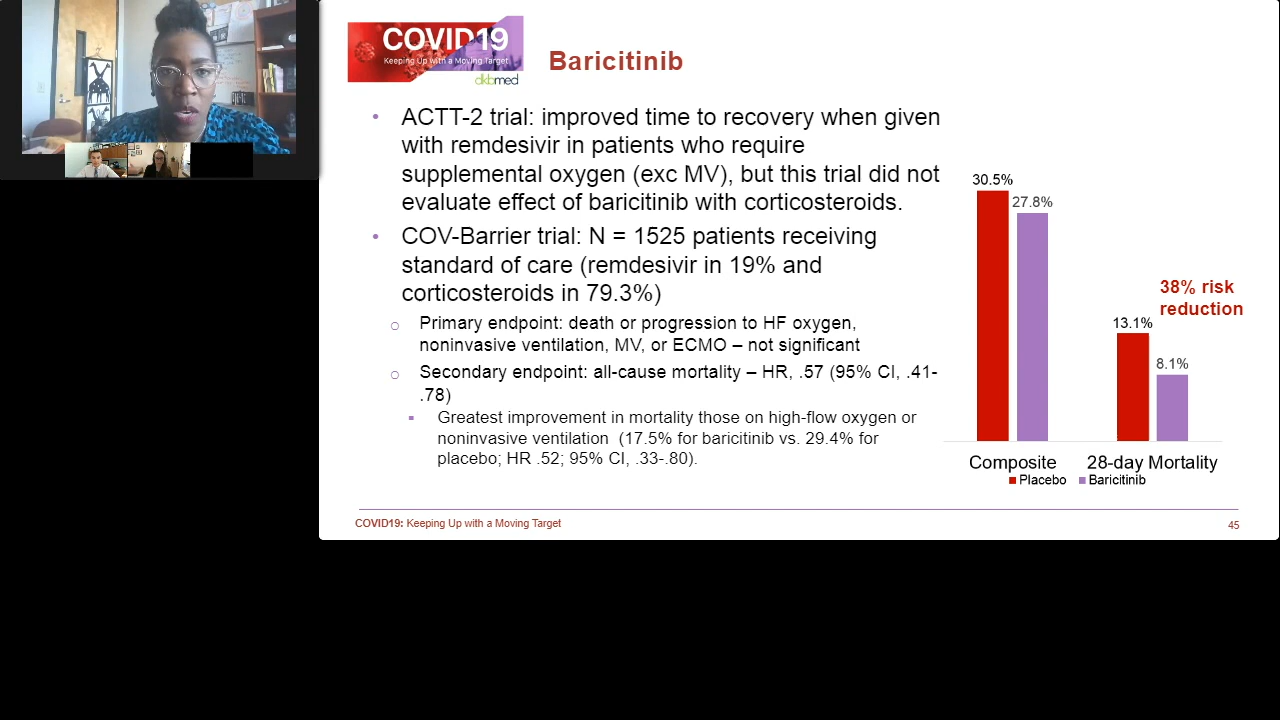 COVID19
Keeping Up with a Moving Target
dkbmed
Baricitinib
• ACTT-2 trial: improved time to recovery when given
with remdesivir in patients who require
supplemental oxygen (exc MV), but this trial did not
evaluate effect of baricitinib with corticosteroids.
• COV-Barrier trial: N = 1525 patients receiving
standard of care (remdesivir in 19% and
corticosteroids in 79.3%)
o Primary endpoint: death or progression to HF oxygen,
noninvasive ventilation, MV, or ECMO – not significant
o Secondary endpoint: all-cause mortality – HR, .57 (95% CI, .41-
.78)
▪ Greatest improvement in mortality those on high-flow oxygen or
noninvasive ventilation (17.5% for baricitinib vs. 29.4% for
placebo; HR .52; 95% CI, .33-.80).
30.5%
27.8%
38% risk
reduction
13.1%
8.1%
Composite
28-day Mortality
Placebo
Baricitinib
COVID19: Keeping Up with a Moving Target
45